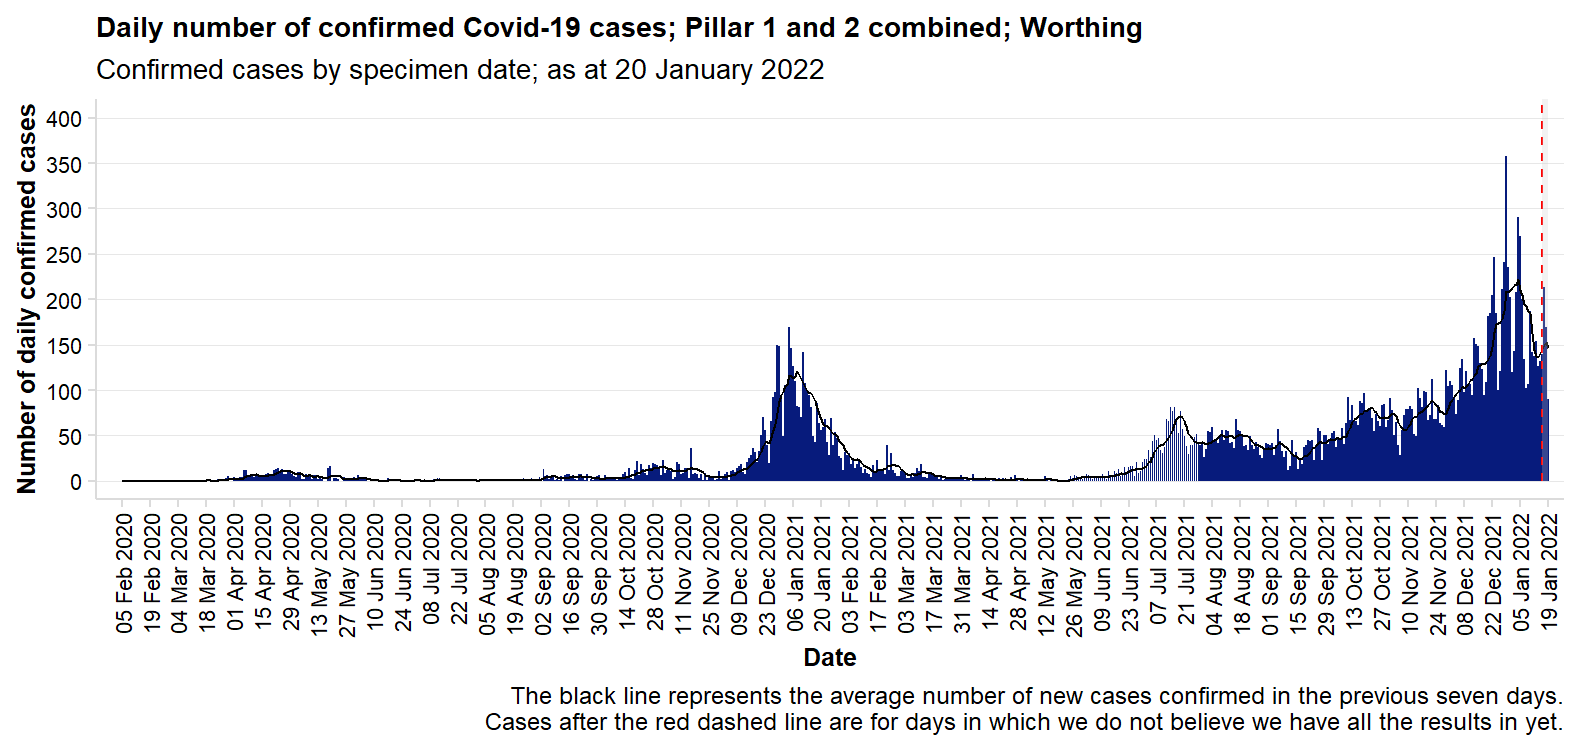 Daily number of confirmed Covid-19 cases; Pillar 1 and 2 combined; Worthing
Confirmed cases by specimen date; as at 20 January 2022
Number of daily confirmed cases
400
350
300
250
200
150
100
50
0
05 Feb 2020
19 Feb 2020
04 Mar 2020
18 Mar 2020
01 Apr 2020
15 Apr 2020
29 Apr 2020
13 May 2020
27 May 2020
10 Jun 2020
24 Jun 2020
08 Jul 2020
22 Jul 2020
05 Aug 2020
19 Aug 2020
02 Sep 2020
16 Sep 2020
30 Sep 2020
14 Oct 2020
28 Oct 2020
11 Nov 2020
25 Nov 2020
09 Dec 2020
23 Dec 2020
06 Jan 2021
20 Jan 2021
03 Feb 2021
17 Feb 2021
03 Mar 2021
17 Mar 2021
31 Mar 2021
14 Apr 2021
28 Apr 2021
12 May 2021
26 May 2021
09 Jun 2021
23 Jun 2021
07 Jul 2021
21 Jul 2021
04 Aug 2021
18 Aug 2021
01 Sep 2021
15 Sep 2021
29 Sep 2021
13 Oct 2021
27 Oct 2021
10 Nov 2021
24 Nov 2021
08 Dec 2021
22 Dec 2021
05 Jan 2022
19 Jan 2022
Date
The black line represents the average number of new cases confirmed in the previous seven days.
Cases after the red dashed line are for days in which we do not believe we have all the results in yet.